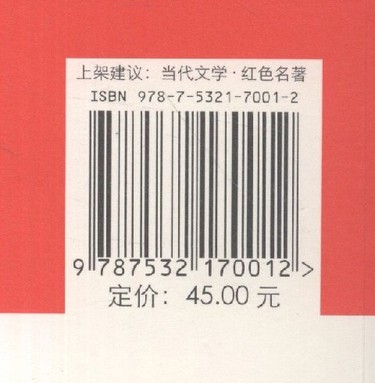 上架建议：当代文学·红色名著
ISBN 978-7-5321-7001-2
9 787532 170012 >
定价：45.00 元